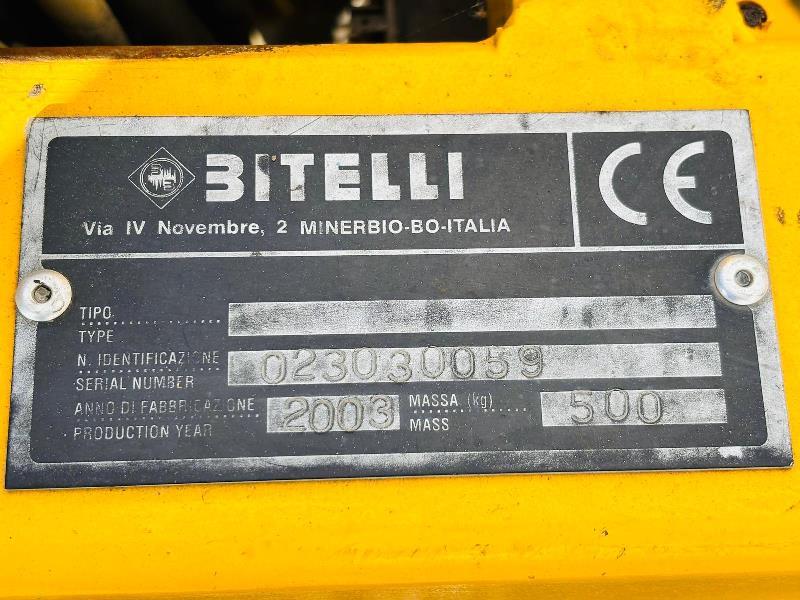 BITELLI
Via IV Novembre, 2 MINERBIO-BO-ITALIA
CE
TIPO
TYPE
N. IDENTIFICAZIONE
SERIAL NUMBER 023030059
ANNO DI FABBRICAZIONE 2003 MASSA (kg) 500
PRODUCTION YEAR MASS